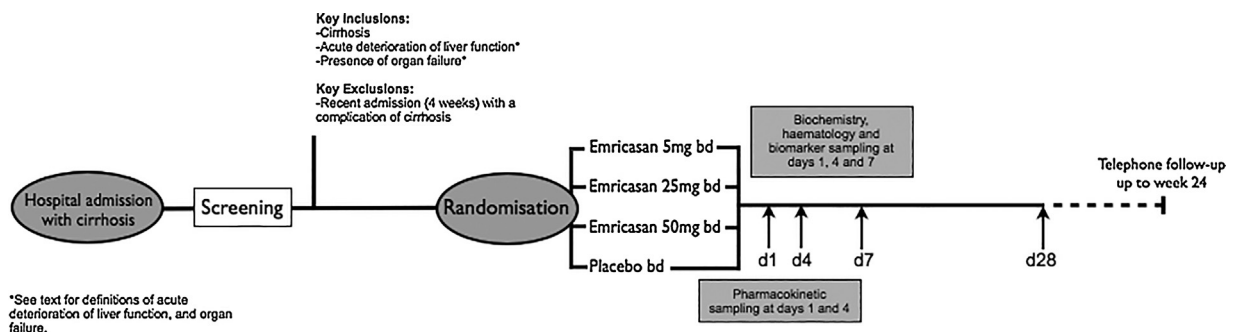 Key Inclusions:
-Cirrhosis
-Acute deterioration of liver function*
-Presence of organ failure*
Key Exclusions:
-Recent admission (4 weeks) with a
complication of cirrhosis
Hospital admission
with cirrhosis
Screening
Randomisation
Emricasan 5mg bd
Emricasan 25mg bd
Emricasan 50mg bd
Placebo bd
Biochemistry,
haematology and
biomarker sampling at
days 1, 4 and 7
d1
d4
d7
d28
Telephone follow-up
up to week 24
Pharmacokinetic
sampling at days 1 and 4
*See text for definitions of acute
deterioration of liver function, and organ
failure.